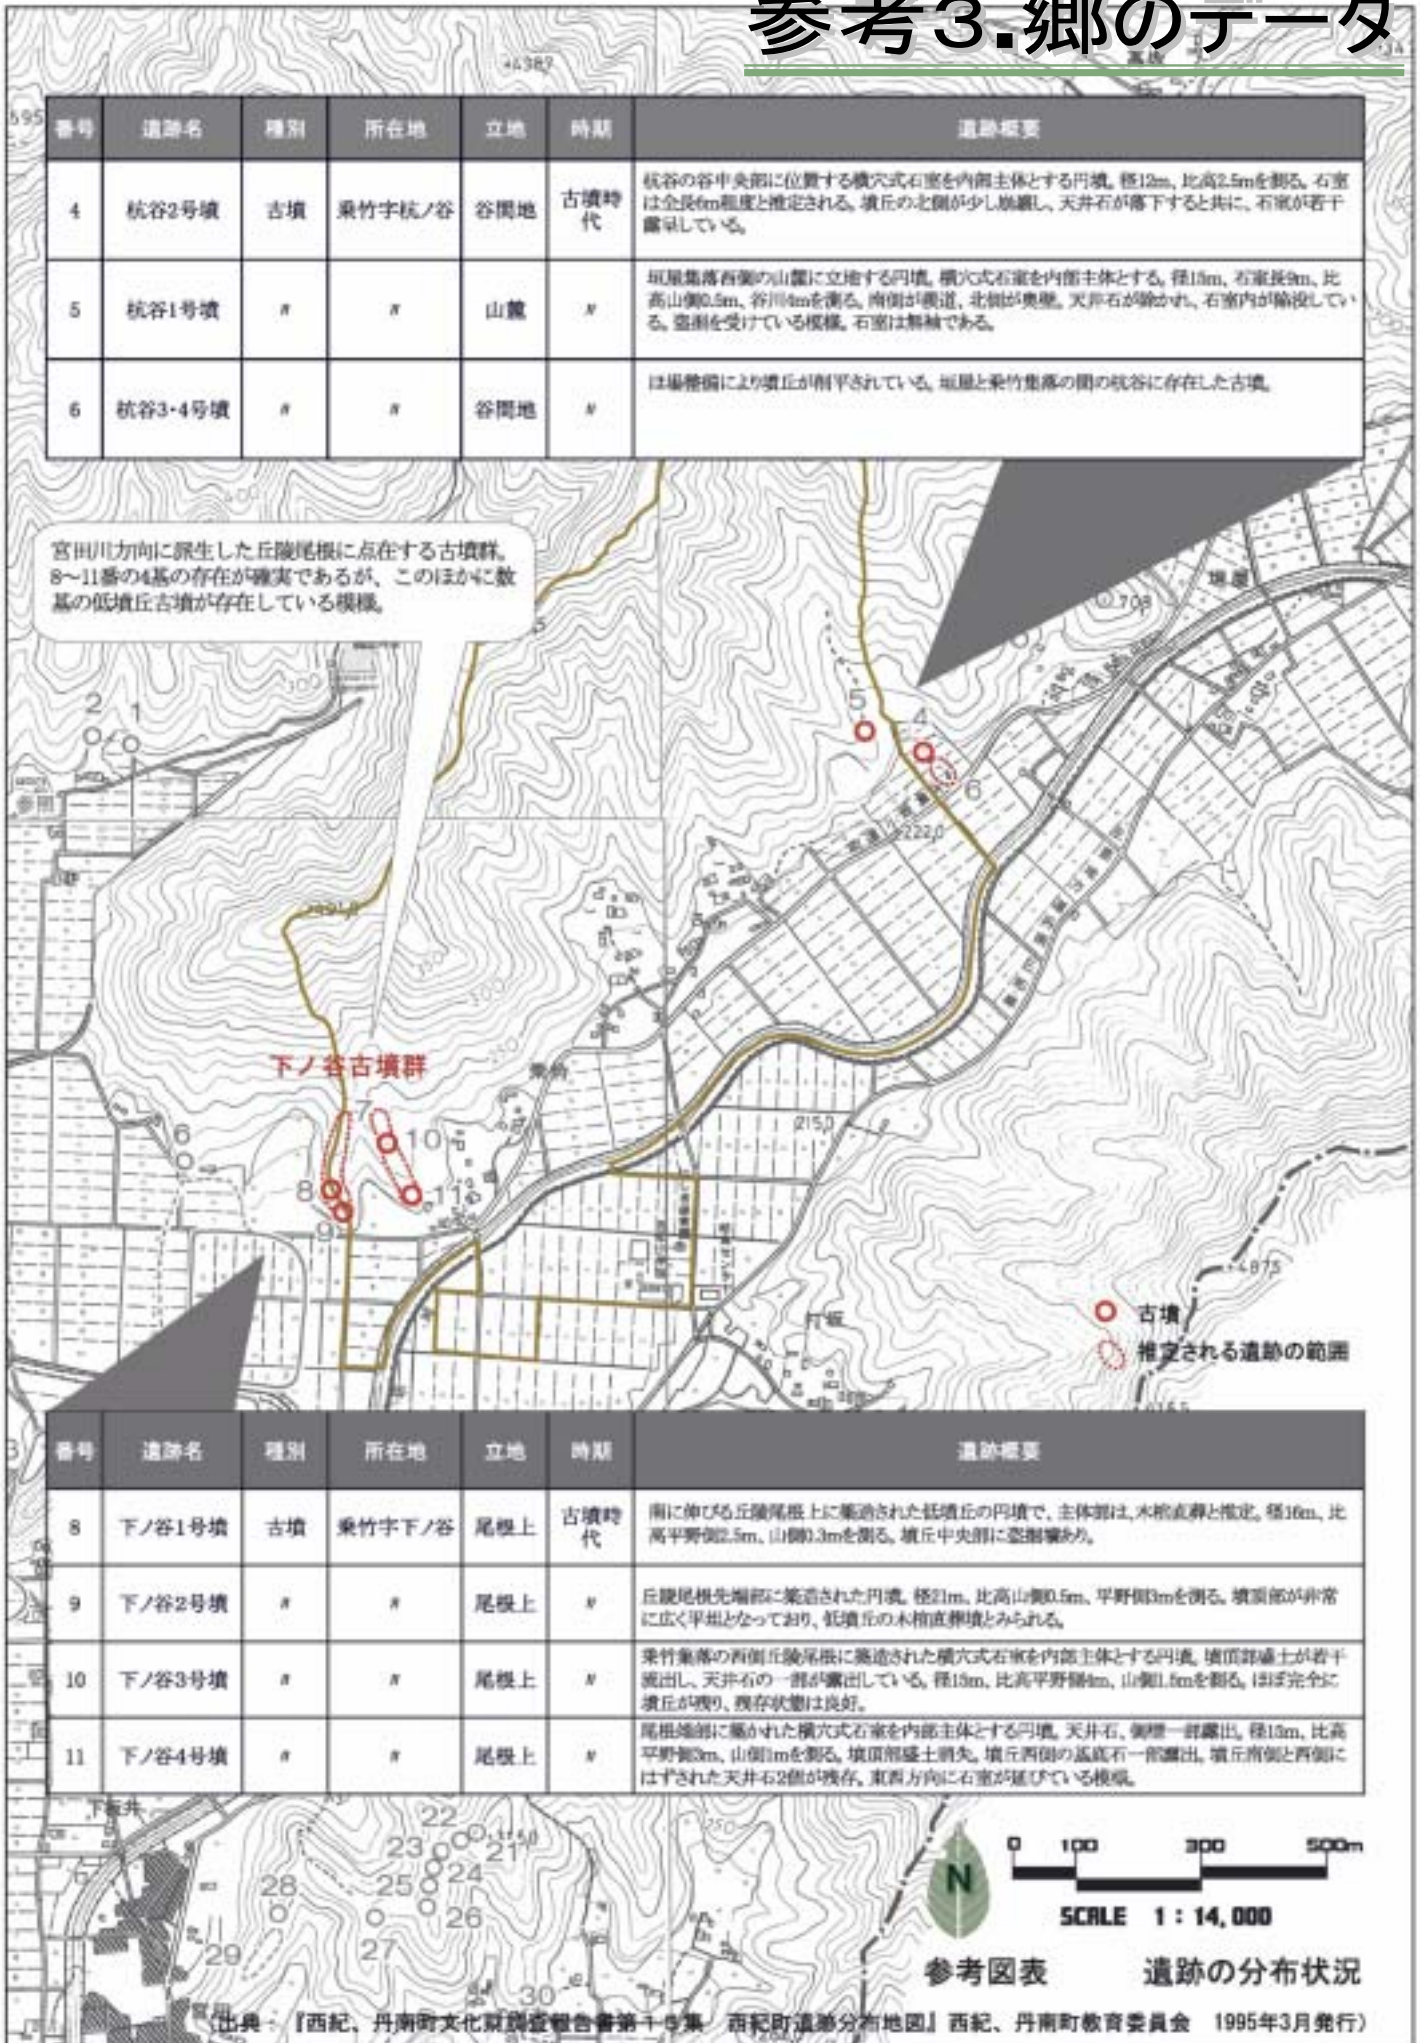 参考3.郷のデータ
番号 遺跡名 種別 所在地 立地 時期 遺跡概要
4 杭谷2号墳 古墳 乗竹字杭ノ谷 谷間地 古墳時代
杭谷の谷中央部に位置する横穴式石室を内部主体とする円墳。径12m、比高2.5mを測る。石室
は全長6m程度と推定される。墳丘の北側が少し崩壊し、天井石が落下すると共に、石室が若干
露呈している。
5 杭谷1号墳 〃 〃 山麓 〃
垣屋集落西側の山麓に立地する円墳。横穴式石室を内部主体とする。径15m、石室長9m、比
高山側0.5m、谷川4mを測る。南側が羨道、北側が奥壁。天井石が除かれ、石室内が陥没してい
る。盗掘を受けている模様。石室は無袖である。
6 杭谷3・4号墳 〃 〃 谷間地 〃
ほ場整備により墳丘が削平されている。垣屋と乗竹集落の間の杭谷に存在した古墳。
宮田川方向に派生した丘陵尾根に点在する古墳群。
8〜11番の4基の存在が確実であるが、このほかに数
基の低墳丘古墳が存在している模様。
垣屋
2 1
5
4
6
222,0
下ノ谷古墳群
乗竹
7
10
6
8
11
9
215,0
打坂
古墳
推定される遺跡の範囲
番号 遺跡名 種別 所在地 立地 時期 遺跡概要
8 下ノ谷1号墳 古墳 乗竹字下ノ谷 尾根上 古墳時代
南に伸びる丘陵尾根上に築造された低墳丘の円墳で、主体部は、木棺直葬と推定。径16m、比
高平野側2.5m、山側0.3mを測る。墳丘中央部に盗掘壙あり。
9 下ノ谷2号墳 〃 〃 尾根上 〃
丘陵尾根先端部に築造された円墳。径21m、比高山側0.5m、平野側3mを測る。墳頂部が非常
に広く平坦となっており、低墳丘の木棺直葬墳とみられる。
10 下ノ谷3号墳 〃 〃 尾根上 〃
乗竹集落の西側丘陵尾根に築造された横穴式石室を内部主体とする円墳。墳頂部盛土が若干
流出し、天井石の一部が露出している。径15m、比高平野側4m、山側1.5mを測る。ほぼ完全に
墳丘が残り、残存状態は良好。
11 下ノ谷4号墳 〃 〃 尾根上 〃
尾根端部に築かれた横穴式石室を内部主体とする円墳。天井石、側壁一部露出。径13m、比高
平野側3m、山側1mを測る。墳頂部盛土消失。墳丘西側の基底石一部露出。墳丘南側と西側に
はずされた天井石2個が残存。東西方向に石室が延びている模様。
下板井
22
23 21
24
25
28 26
27
29
30
N
0 100 300 500m
SCALE 1:14,000
参考図表 遺跡の分布状況
(出典:『西紀、丹南町文化財調査報告書第15集 西紀町遺跡分布地図』西紀、丹南町教育委員会 1995年3月発行)